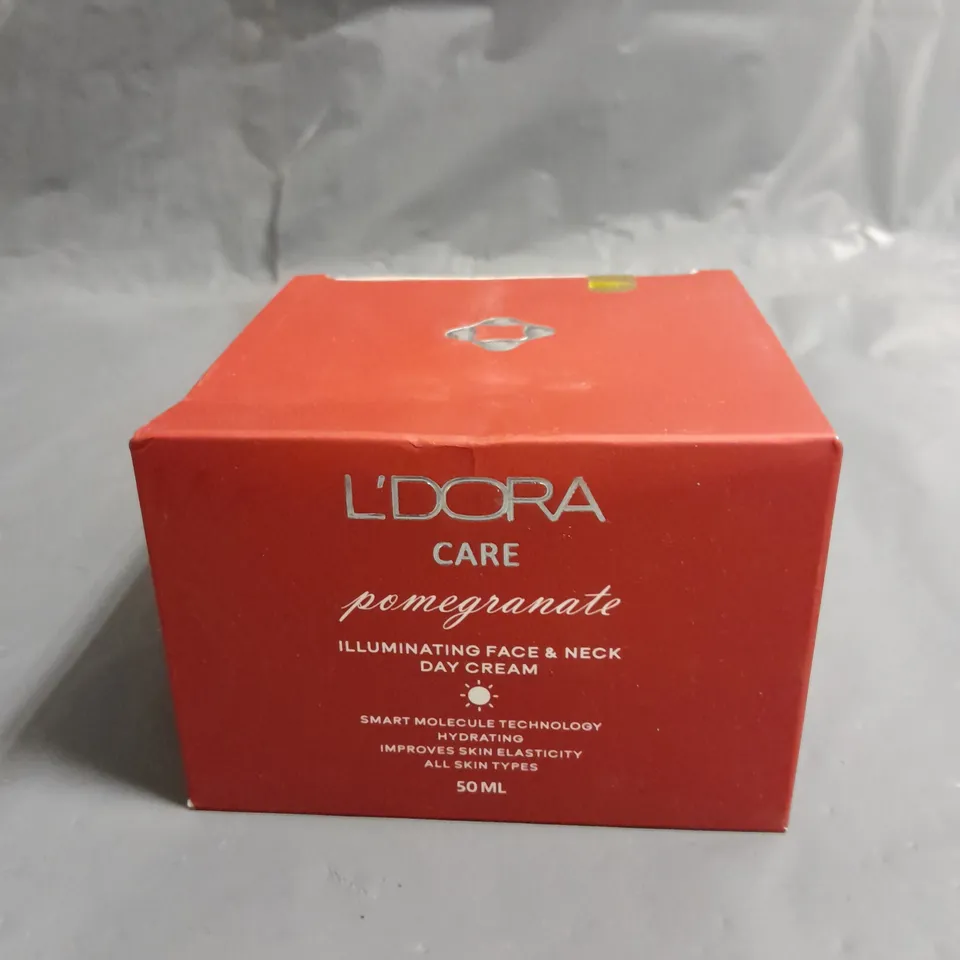 L'DORA
CARE
pomegranate
ILLUMINATING FACE & NECK
DAY CREAM
SMART MOLECULE TECHNOLOGY
HYDRATING
IMPROVES SKIN ELASTICITY
ALL SKIN TYPES
50 ML